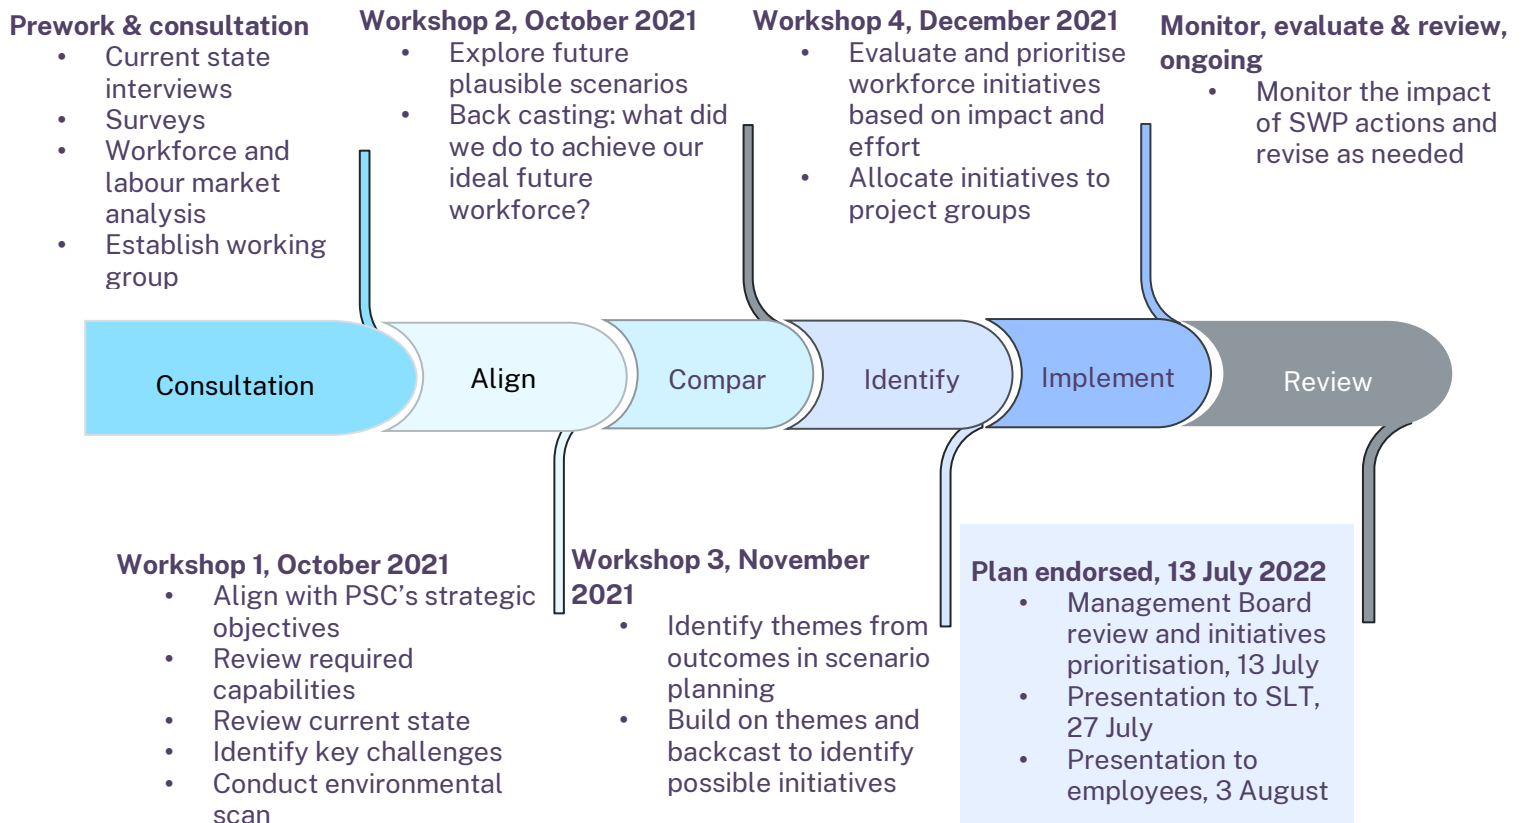 Prework & consultation
• Current state
interviews
• Surveys
• Workforce and
labour market
analysis
• Establish working
group
Workshop 2, October 2021
• Explore future
plausible scenarios
• Back casting: what did
we do to achieve our
ideal future
workforce?
Workshop 4, December 2021
• Evaluate and prioritise
workforce initiatives
based on impact and
effort
• Allocate initiatives to
project groups
Monitor, evaluate & review,
ongoing
• Monitor the impact
of SWP actions and
revise as needed
Consultation
Align
Compar
Identify
Implement
Review
Workshop 1, October 2021
• Align with PSC’s strategic
objectives
• Review required
capabilities
• Review current state
• Identify key challenges
• Conduct environmental
scan
Workshop 3, November
2021
• Identify themes from
outcomes in scenario
planning
• Build on themes and
backcast to identify
possible initiatives
Plan endorsed, 13 July 2022
• Management Board
review and initiatives
prioritisation, 13 July
• Presentation to SLT,
27 July
• Presentation to
employees, 3 August